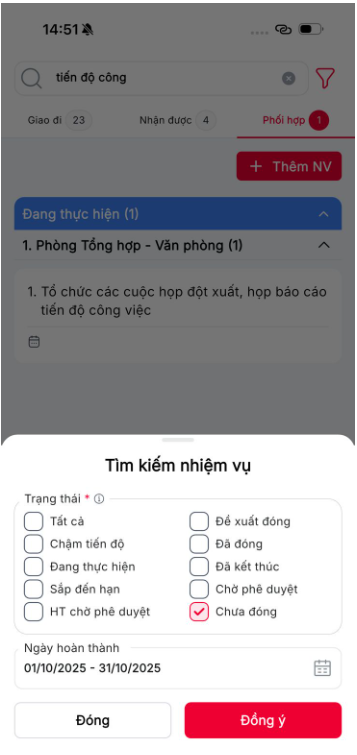 14:51
tiến độ công
Giao đi 23 Nhận được 4 Phối hợp 1
+ Thêm NV
Đang thực hiện (1)
1. Phòng Tổng hợp - Văn phòng (1)
1. Tổ chức các cuộc họp đột xuất, họp báo cáo
tiến độ công việc
Tìm kiếm nhiệm vụ
Trạng thái *
Tất cả Đề xuất đóng
Chậm tiến độ Đã đóng
Đang thực hiện Đã kết thúc
Sắp đến hạn Chờ phê duyệt
HT chờ phê duyệt Chưa đóng
Ngày hoàn thành
01/10/2025 - 31/10/2025
Đóng Đồng ý